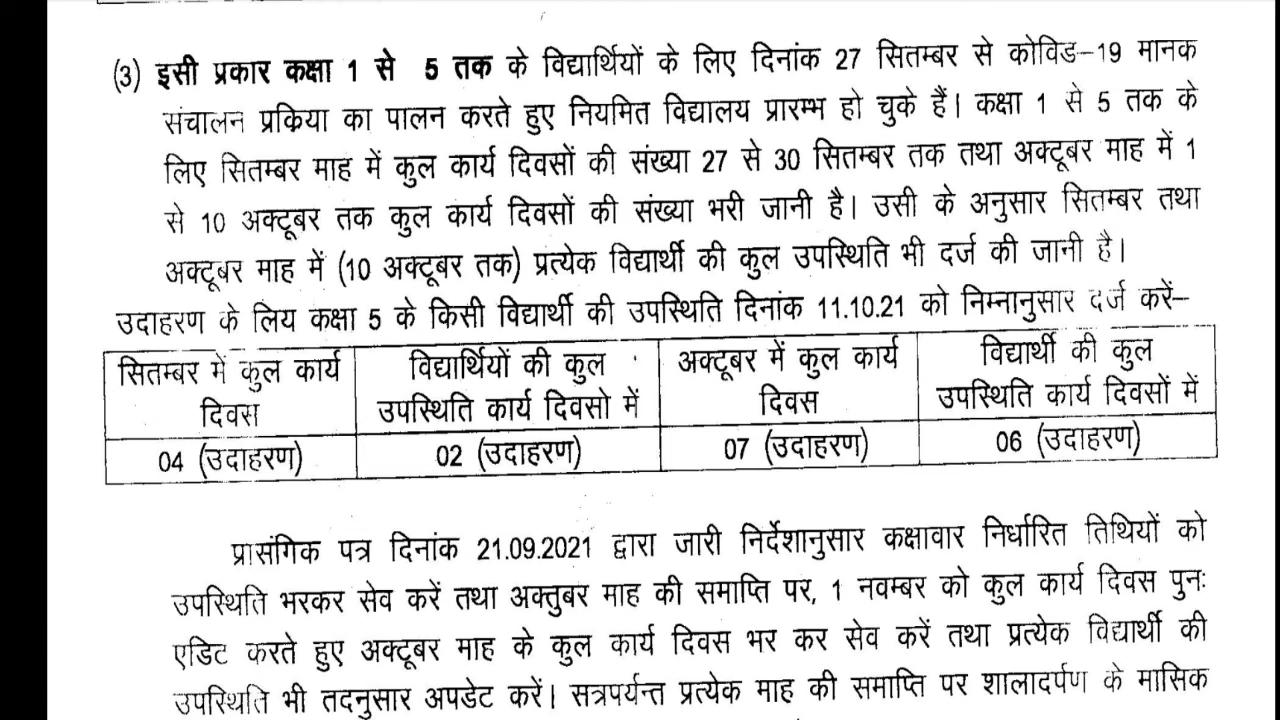 (3) इसी प्रकार कक्षा 1 से 5 तक के विद्यार्थियों के लिए दिनांक 27 सितम्बर से कोविड–19 मानक
संचालन प्रकिया का पालन करते हुए नियमित विद्यालय प्रारम्भ हो चुके हैं। कक्षा 1 से 5 तक के
लिए सितम्बर माह में कुल कार्य दिवसों की संख्या 27 से 30 सितम्बर तक तथा अक्टूबर माह में 1
से 10 अक्टूबर तक कुल कार्य दिवसों की संख्या भरी जानी है। उसी के अनुसार सितम्बर तथा
अक्टूबर माह में (10 अक्टूबर तक) प्रत्येक विद्यार्थी की कुल उपस्थिति भी दर्ज की जानी है।
उदाहरण के लिय कक्षा 5 के किसी विद्यार्थी की उपस्थिति दिनांक 11.10.21 को निम्नानुसार दर्ज करें–
सितम्बर में कुल कार्य दिवस | विद्यार्थियों की कुल उपस्थिति कार्य दिवसो में | अक्टूबर में कुल कार्य दिवस | विद्यार्थी की कुल उपस्थिति कार्य दिवसों में
04 (उदाहरण) | 02 (उदाहरण) | 07 (उदाहरण) | 06 (उदाहरण)
प्रासंगिक पत्र दिनांक 21.09.2021 द्वारा जारी निर्देशानुसार कक्षावार निर्धारित तिथियों को
उपस्थिति भरकर सेव करें तथा अक्तुबर माह की समाप्ति पर, 1 नवम्बर को कुल कार्य दिवस पुनः
एडिट करते हुए अक्टूबर माह के कुल कार्य दिवस भर कर सेव करें तथा प्रत्येक विद्यार्थी की
उपस्थिति भी तदनुसार अपडेट करें। सत्रपर्यन्त प्रत्येक माह की समाप्ति पर शालादर्पण के मासिक